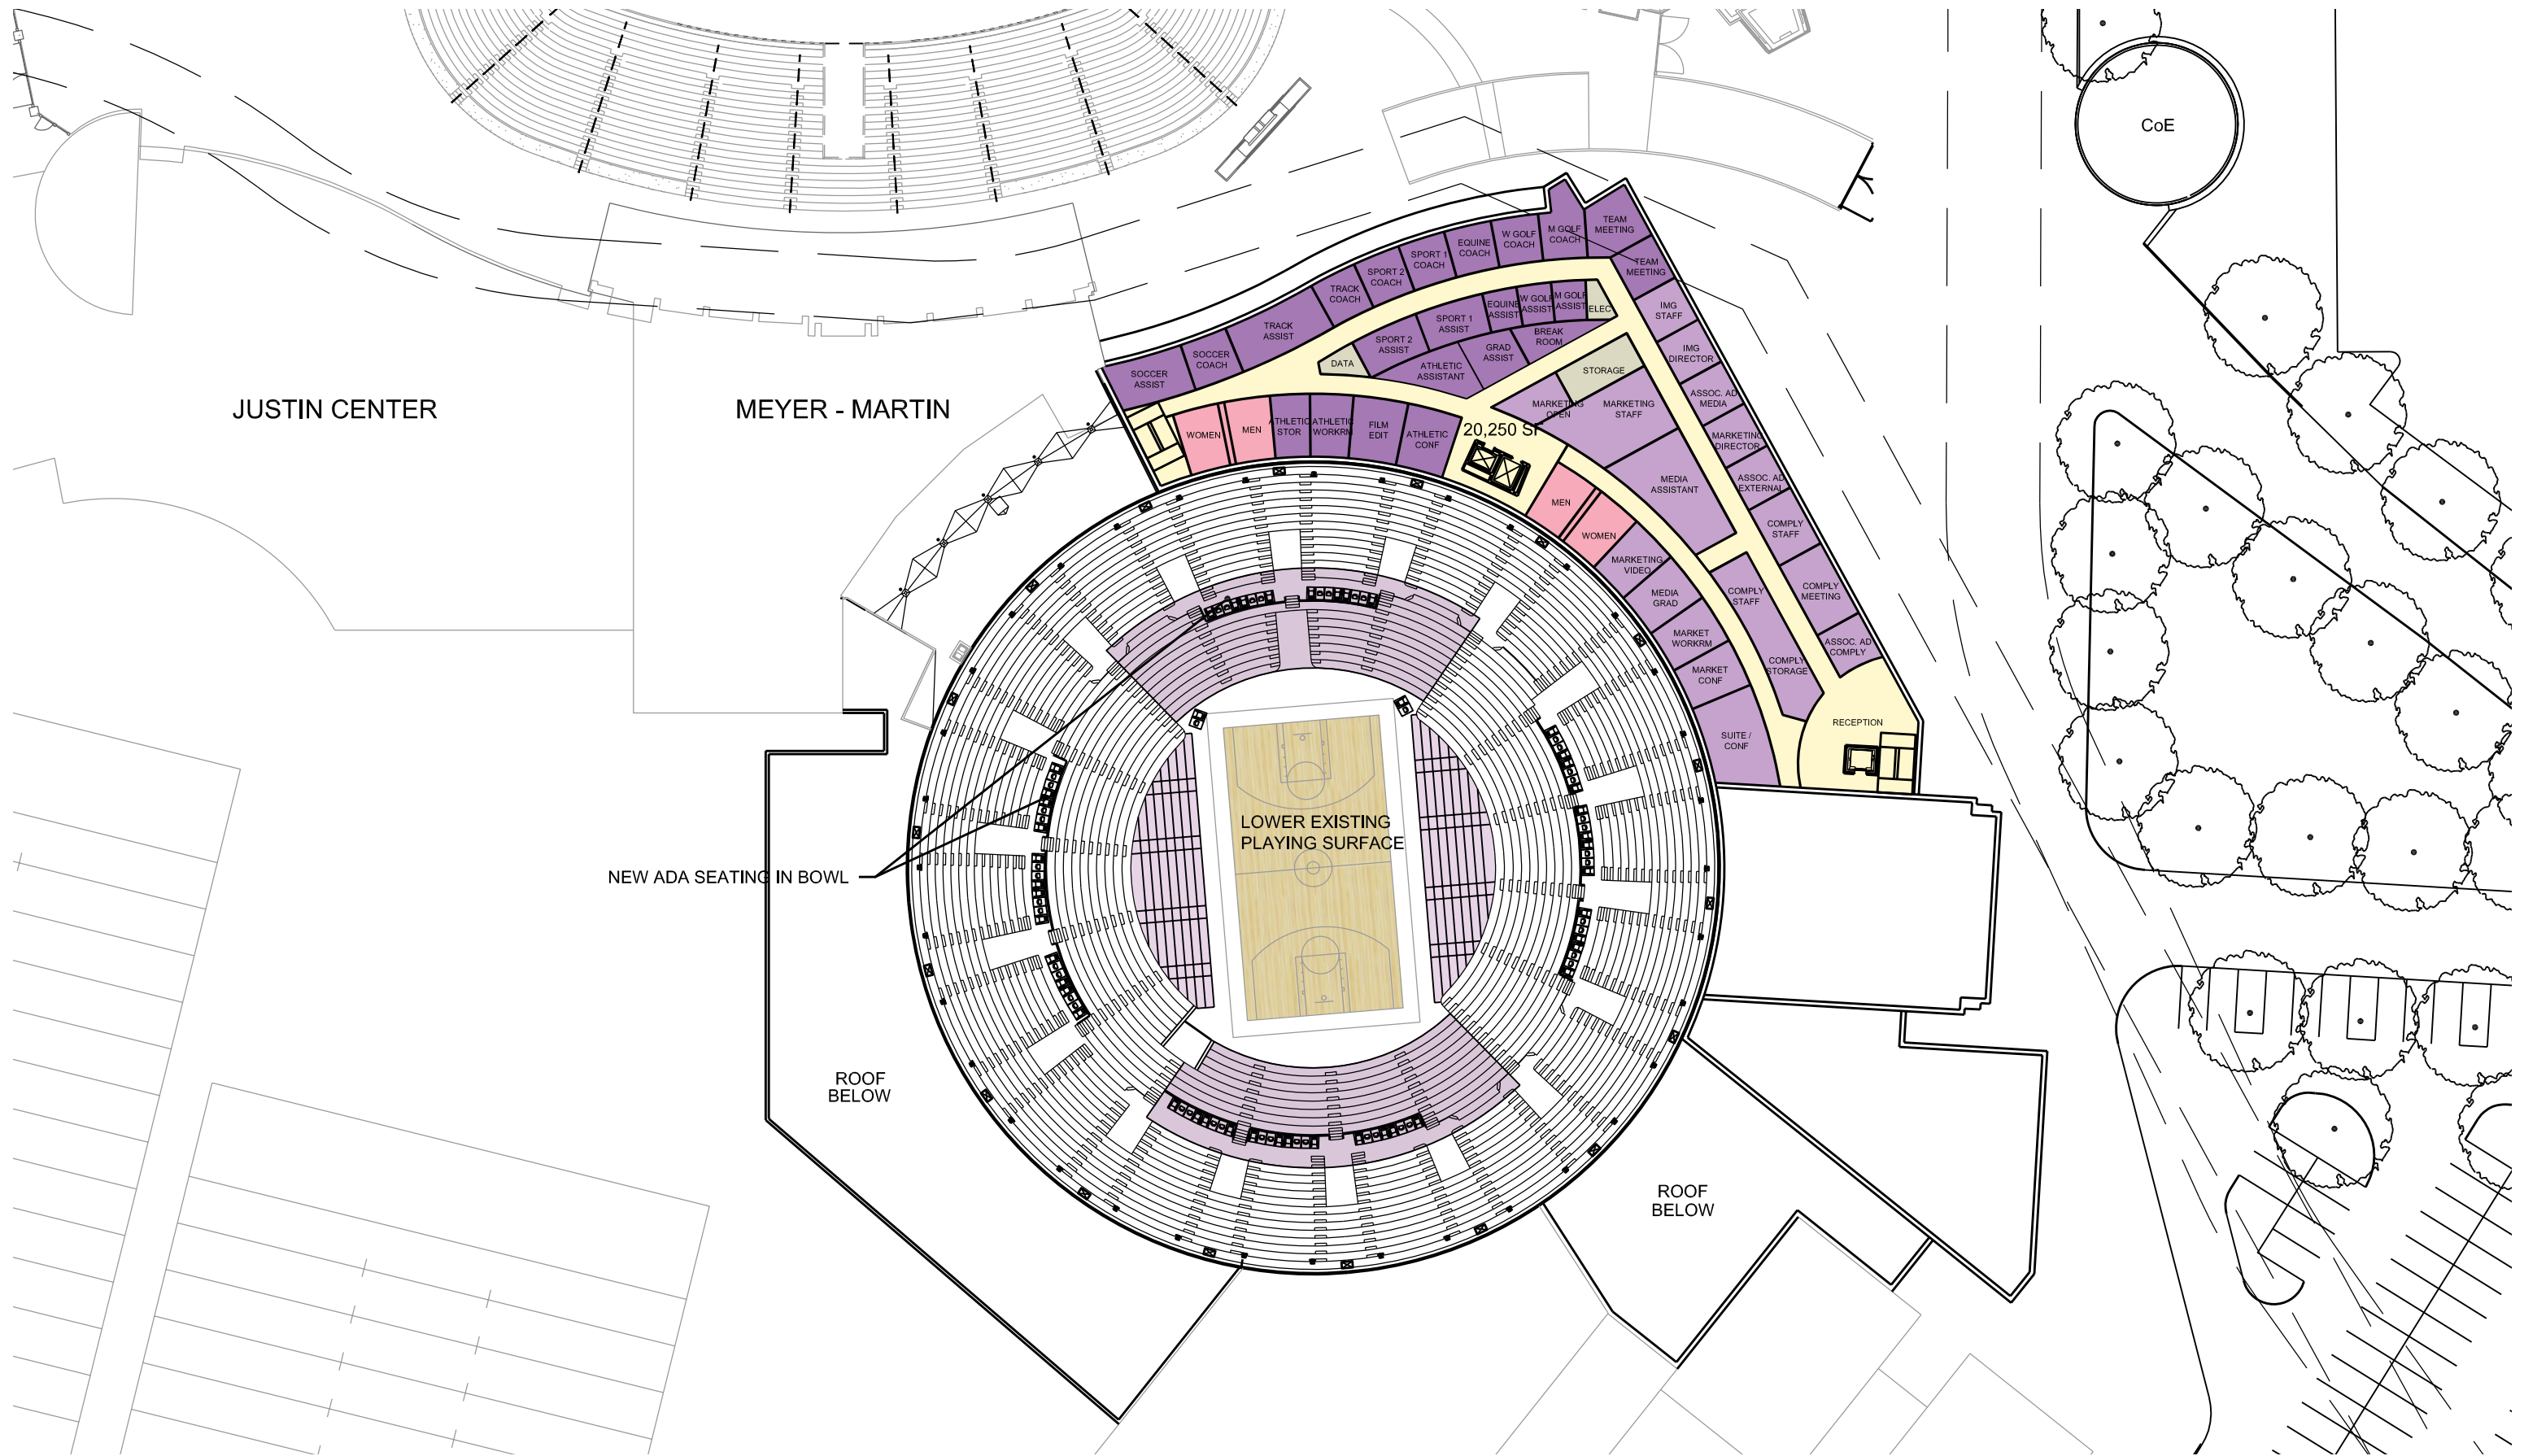 CoE
TEAM
MEETING
M GOLF
COACH
W GOLF
COACH
EQUINE
COACH
SPORT 1
COACH
SPORT 2
COACH
TRACK
COACH
TRACK
ASSIST
SOCCER
COACH
SOCCER
ASSIST
TEAM
MEETING
IMG
STAFF
IMG
DIRECTOR
ASSOC. AD
MEDIA
MARKETING
DIRECTOR
ASSOC. AD
EXTERNAL
COMPLY
STAFF
COMPLY
MEETING
ASSOC. AD
COMPLY
ELEC
M GOLF
ASSIST
W GOLF
ASSIST
EQUINE
ASSIST
SPORT 1
ASSIST
SPORT 2
ASSIST
DATA
BREAK
ROOM
GRAD
ASSIST
ATHLETIC
ASSISTANT
STORAGE
MARKETING
OPEN
MARKETING
STAFF
JUSTIN CENTER
MEYER - MARTIN
WOMEN
MEN
ATHLETIC
STOR
ATHLETIC
WORKRM
FILM
EDIT
ATHLETIC
CONF
20,250 SF
MEDIA
ASSISTANT
MEN
WOMEN
MARKETING
VIDEO
MEDIA
GRAD
MARKET
WORKRM
MARKET
CONF
SUITE /
CONF
COMPLY
STAFF
COMPLY
STORAGE
RECEPTION
LOWER EXISTING
PLAYING SURFACE
NEW ADA SEATING IN BOWL
ROOF
BELOW
ROOF
BELOW